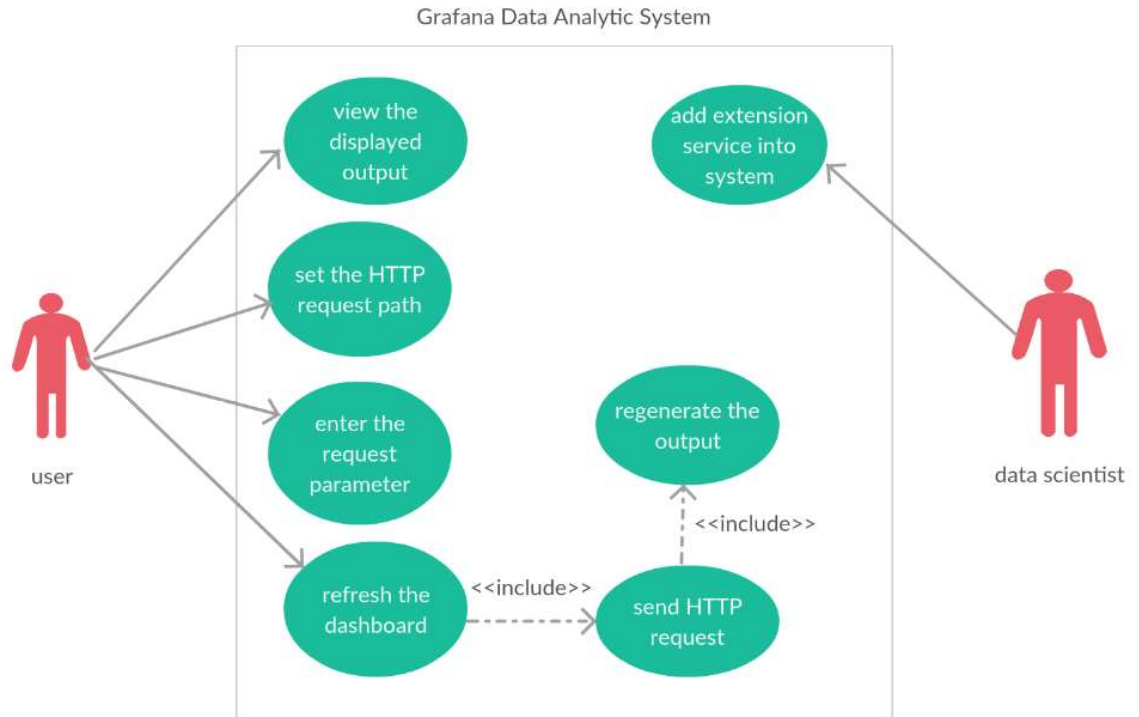 Grafana Data Analytic System
view the
displayed
output
add extension
service into
system
set the HTTP
request path
regenerate the
output
enter the
request
parameter
user
data scientist
<<include>>
<<include>>
refresh the
dashboard
send HTTP
request